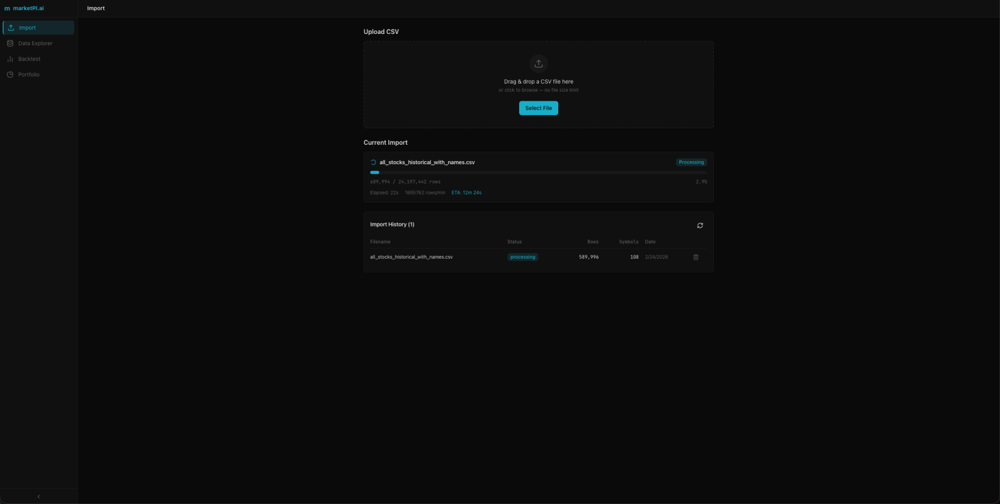 m marketPI.ai
Import
Import
Data Explorer
Backtest
Portfolio
Upload CSV
Drag & drop a CSV file here
or click to browse — no file size limit
Select File
Current Import
all_stocks_historical_with_names.csv
Processing
689,994 / 24,197,442 rows
2.9%
Elapsed: 22s 1895762 rows/min ETA: 12m 24s
Import History (1)
Filename Status Rows Symbols Date
all_stocks_historical_with_names.csv processing 589,996 108 2/24/2026